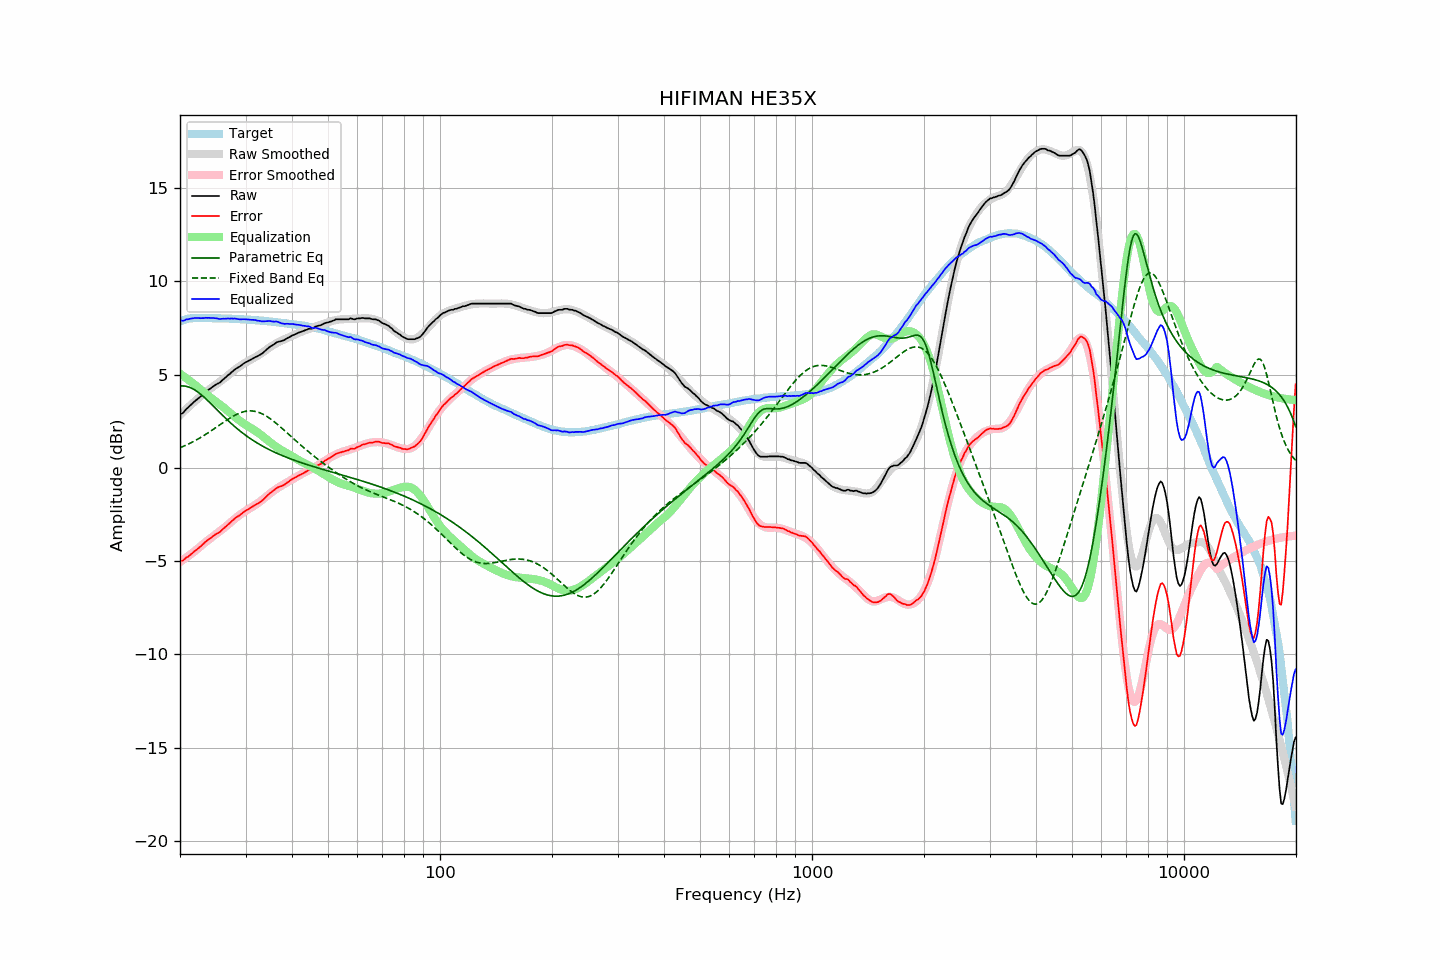 HIFIMAN HE35X
Target
Raw Smoothed
Error Smoothed
Raw
Error
Equalization
Parametric Eq
Fixed Band Eq
Equalized
15
10
5
0
−5
−10
−15
−20
Amplitude (dBr)
100
1000
10000
Frequency (Hz)